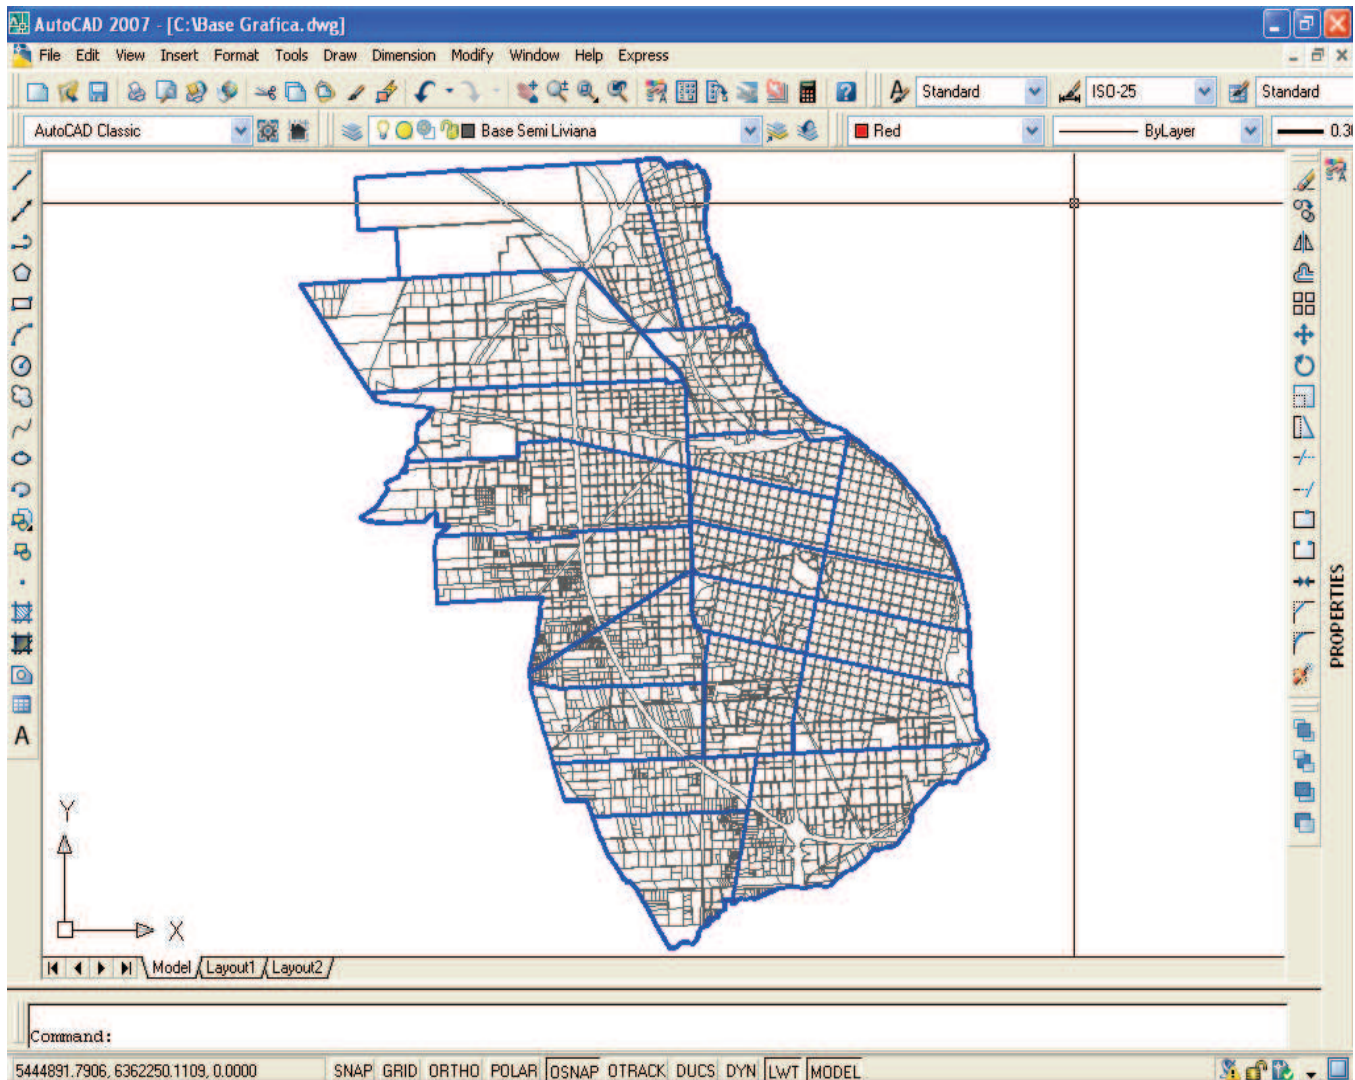 AutoCAD 2007 - [C:\Base Grafica.dwg]
File Edit View Insert Format Tools Draw Dimension Modify Window Help Express
Standard ISO-25 Standard
AutoCAD Classic Base Semi Liviana Red ByLayer
PROPERTIES
A
Y
X
Model Layout1 Layout2
Command:
5444891.7906, 6362250.1109, 0.0000 SNAP GRID ORTHO POLAR OSNAP OTRACK DUCS DYN LWT MODEL